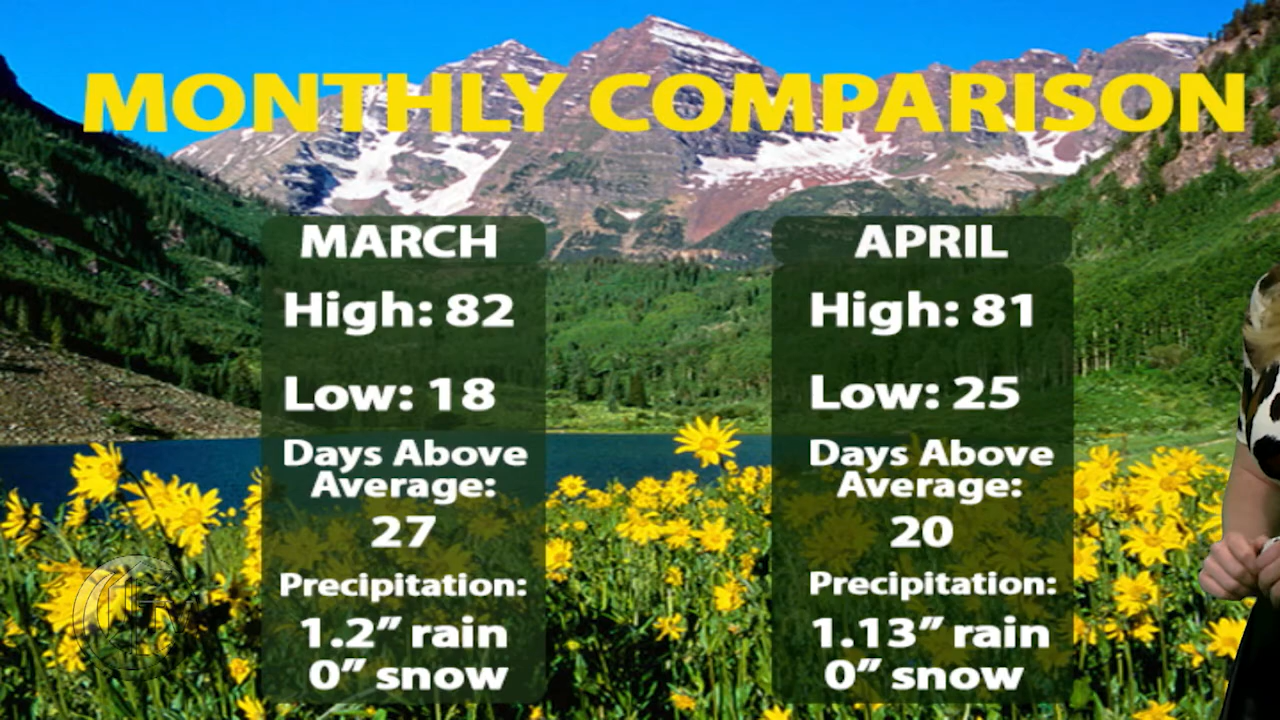 MONTHLY COMPARISON
MARCH
High: 82
Low: 18
Days Above
Average:
27
Precipitation:
1.2″ rain
0″ snow
APRIL
High: 81
Low: 25
Days Above
Average:
20
Precipitation:
1.13″ rain
0″ snow